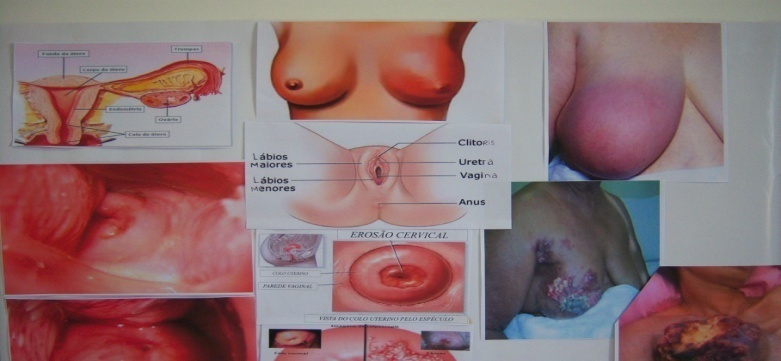 Fundo do útero
Trompas
Corpo do útero
Endométrio
Ovário
Colo do útero
Clitoris
Lábios
Maiores
Uretra
Vagina
Lábios
Menores
Anus
EROSÃO CERVICAL
COLO UTERINO
PAREDE VAGINAL
VISTA DO COLO UTERINO PELO ESPÉCULO